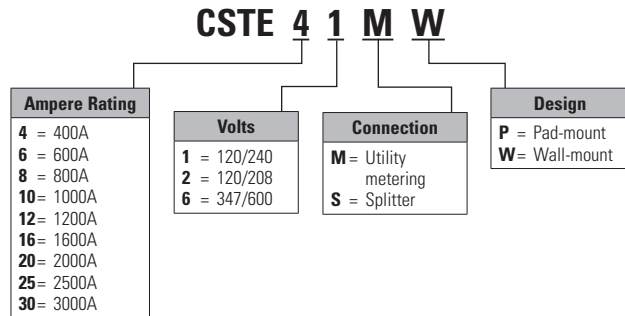 CSTE 4 1 M W
Ampere Rating
4 = 400A
6 = 600A
8 = 800A
10= 1000A
12= 1200A
16= 1600A
20= 2000A
25= 2500A
30= 3000A
Volts
1 = 120/240
2 = 120/208
6 = 347/600
Connection
M= Utility
metering
S = Splitter
Design
P = Pad-mount
W= Wall-mount